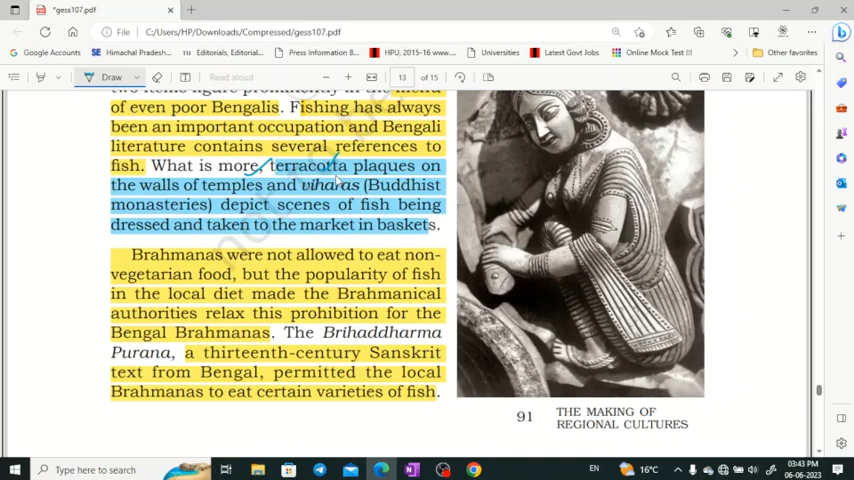 *gess107.pdf
File
C:/Users/HP/Downloads/Compressed/gess107.pdf
Google Accounts
Himachal Pradesh...
Editorials, Editorial...
Press Information B...
HPU, 2015-16 www....
Universities
Latest Govt Jobs
Online Mock Test !!!
Other favorites
Draw
Read aloud
13
of 15
of even poor Bengalis. Fishing has always
been an important occupation and Bengali
literature contains several references to
fish. What is more, terracotta plaques on
the walls of temples and viharas (Buddhist
monasteries) depict scenes of fish being
dressed and taken to the market in baskets.
Brahmanas were not allowed to eat non-
vegetarian food, but the popularity of fish
in the local diet made the Brahmanical
authorities relax this prohibition for the
Bengal Brahmanas. The Brihaddharma
Purana, a thirteenth-century Sanskrit
text from Bengal, permitted the local
Brahmanas to eat certain varieties of fish.
91
THE MAKING OF
REGIONAL CULTURES
Type here to search
16°C
EN
03:43 PM
06-06-2023